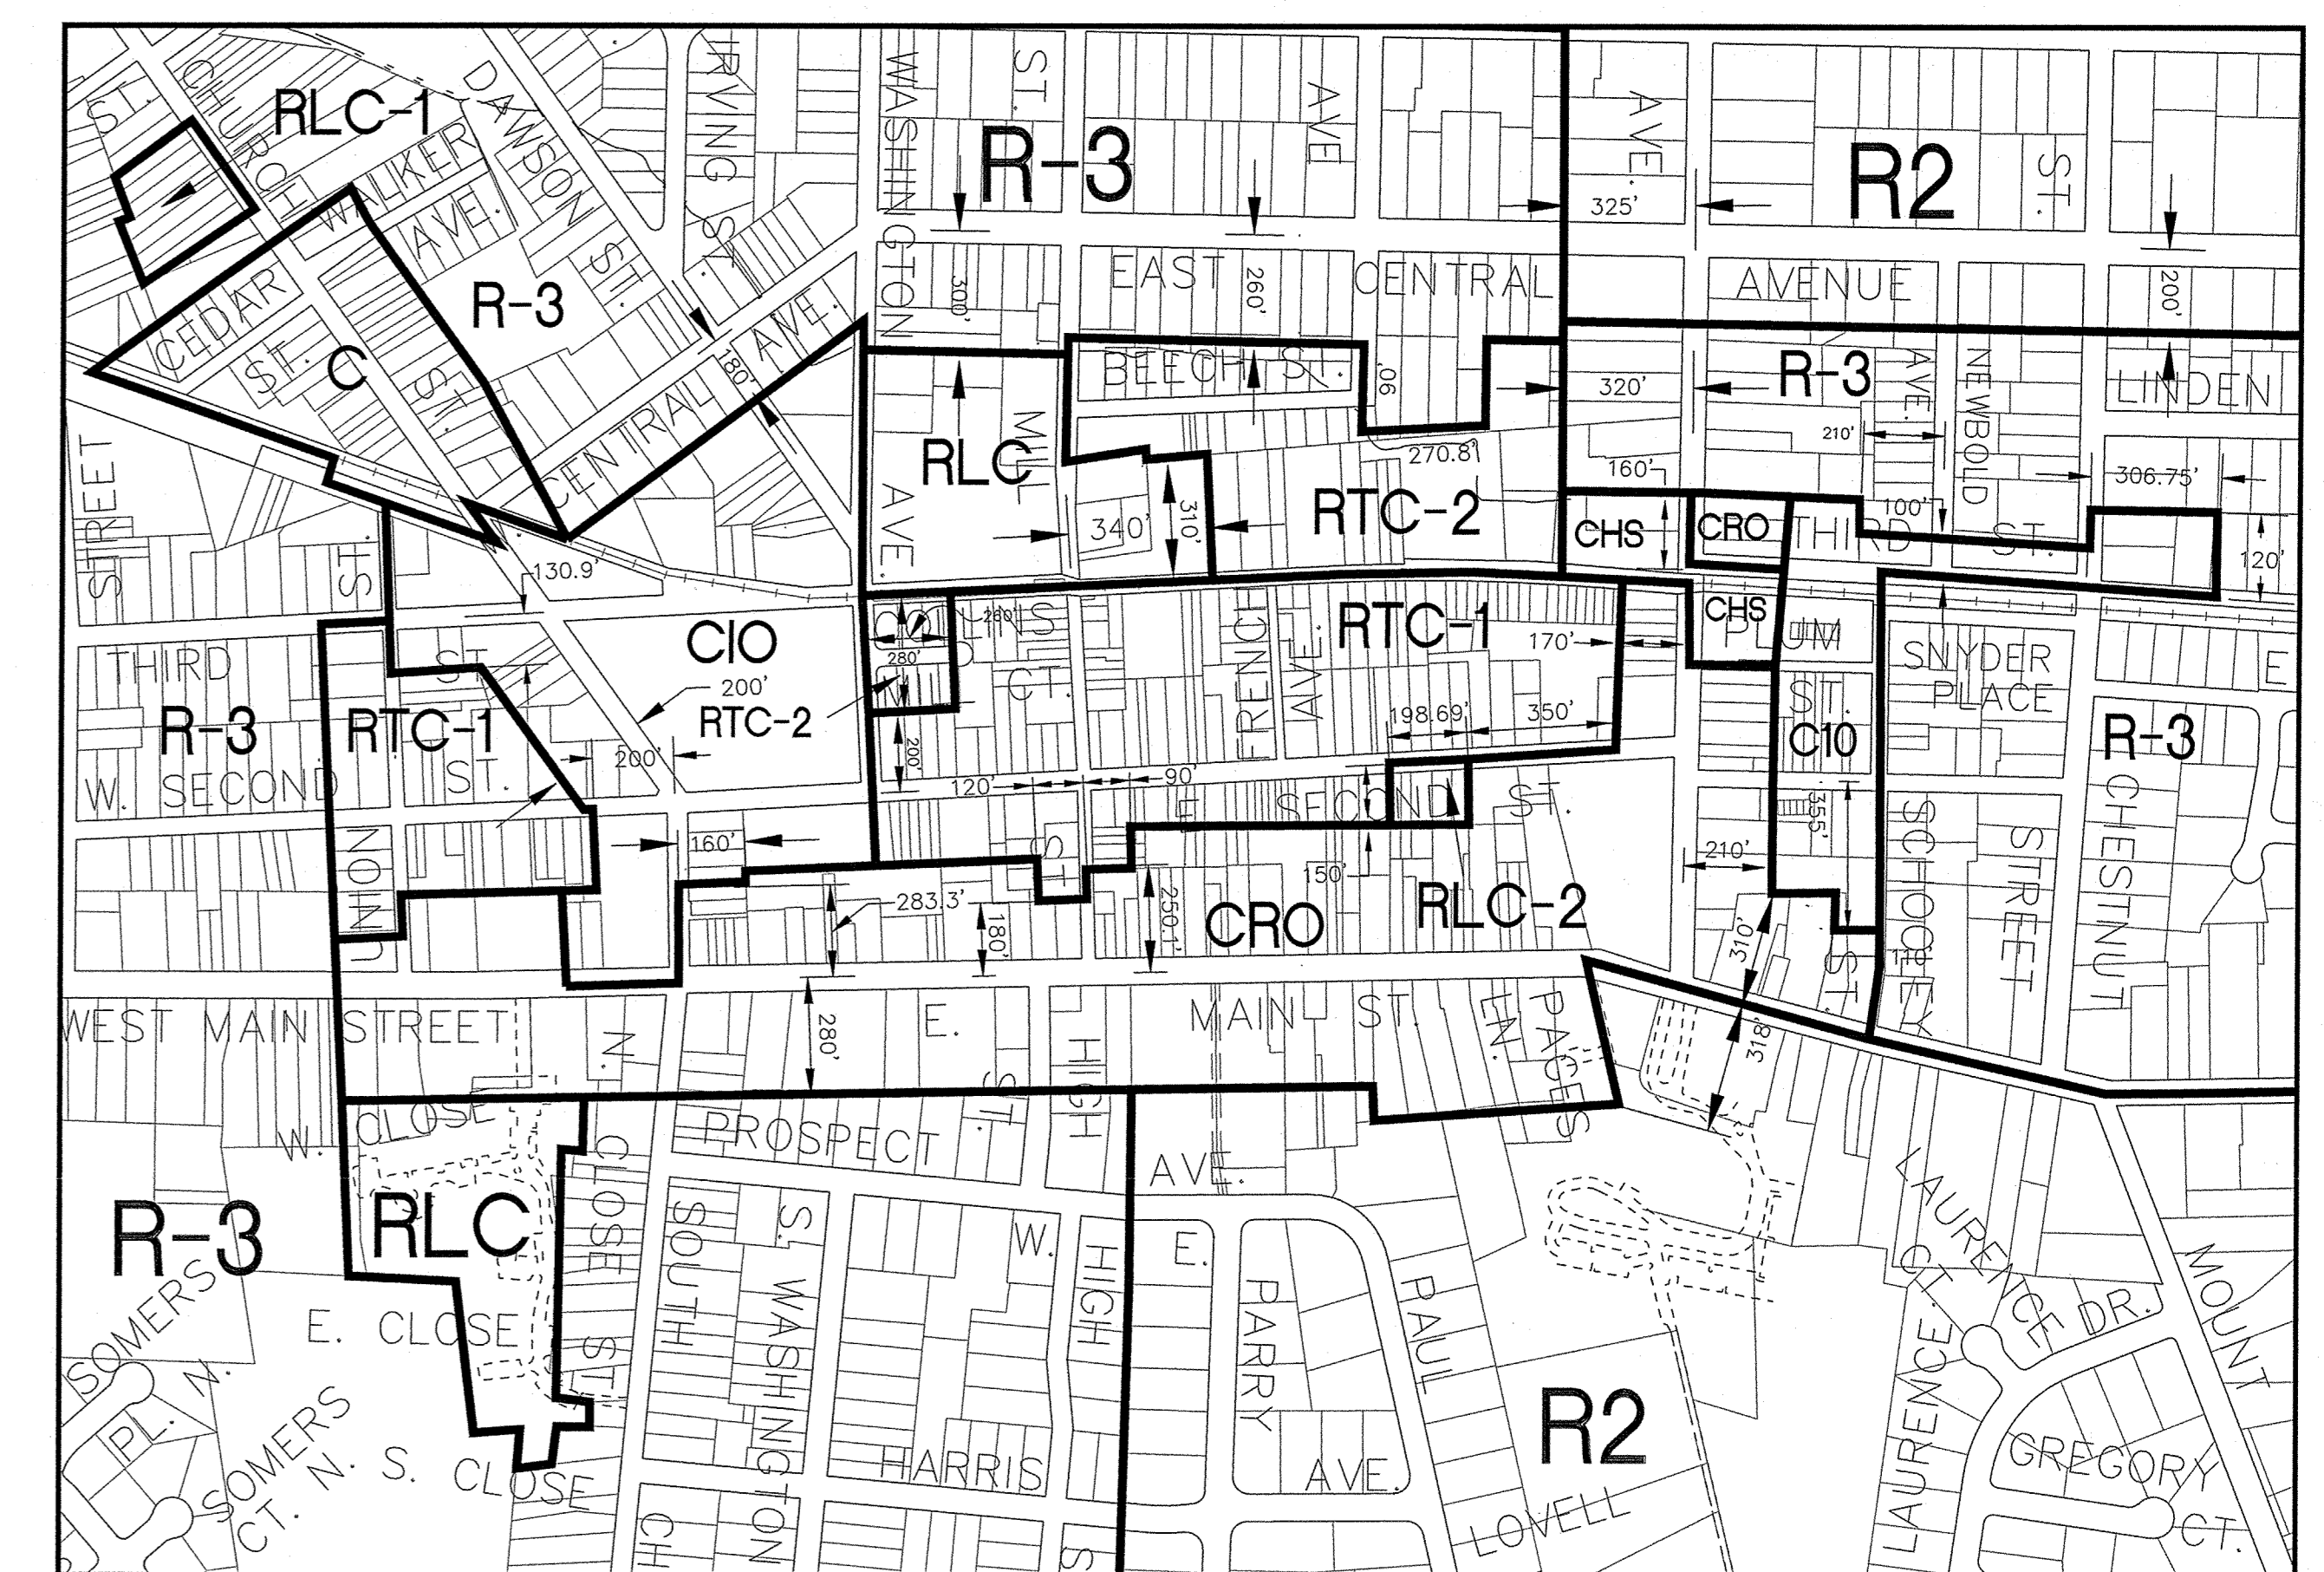 ST.
CHURCH
RLC-1
DAWSON
ST.
IRVING
ST.
WASHINGTON
AVE.
ST.
R-3
AVE
AVE.
325'
R2
ST.
WALKER
AVE.
R-3
CEDAR
ST.
C
ST.
CENTRAL
AVE.
180'
300'
EAST
260'
CENTRAL
AVENUE
200'
BEECH ST.
90'
320'
R-3
AVE.
NEWBOLD
LINDEN
RLC
MILL
340'
310'
RTC-2
270.8'
160'
210'
306.75'
100'
CHS
CRO
THIRD
ST.
120'
STREET
ST.
130.9'
CIO
200'
RTC-2
COLLINS
260'
280'
MILL
CT.
200'
FRENCH
AVE.
RTC-1
170'
CHS
PLUM
ST.
C10
SNYDER
PLACE
E
R-3
THIRD
ST.
R-3
RTC-1
W. SECOND
ST.
200'
198.69'
350'
120'
90'
E.
SECOND
ST.
UNION
160'
ST.
283.3'
180'
250.1'
CRO
150'
RLC-2
210'
355'
310'
ST.
110'
SCHOOLEY
STREET
CHESTNUT
WEST MAIN STREET
N.
280'
E.
MAIN
ST.
LN.
PAGES
318'
W.
CLOSE
PROSPECT
ST.
HIGH
AVE.
R-3
RLC
CLOSE
ST
SOUTH
S.
WASHINGTON
W.
HIGH
E.
PARRY
PAUL
LAURENCE
CT.
LAURENCE
DR.
MOUNT
SOMERS
PL.
N.
E. CLOSE
SOMERS
CT.
N.
S. CLOSE
HARRIS
AVE.
R2
LOVELL
GREGORY
CT.
CH
S